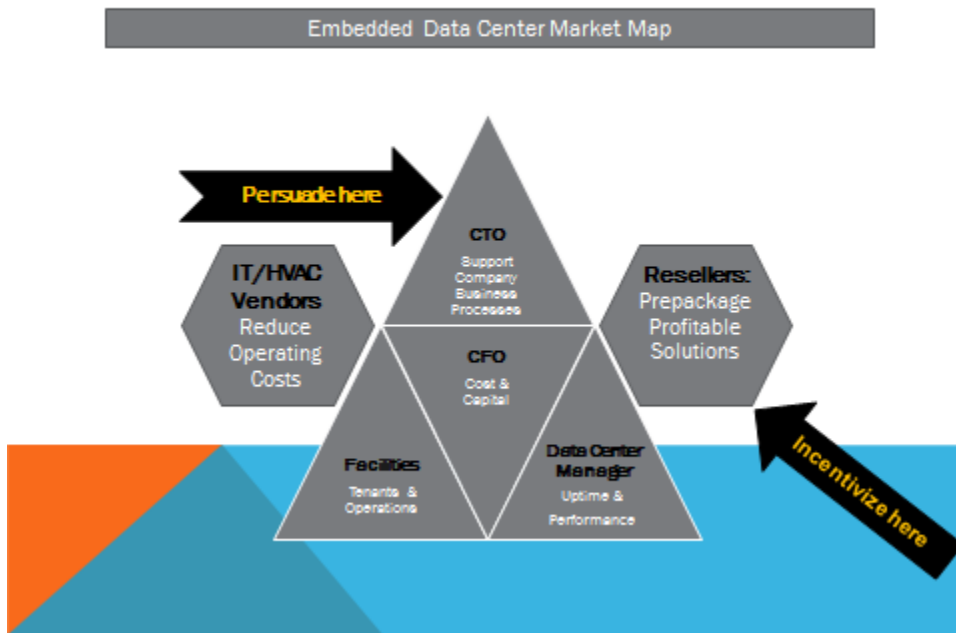 Embedded Data Center Market Map
Persuade here
CTO
Support
Company
Business
Processes
IT/HVAC
Vendors
Reduce
Operating
Costs
Resellers:
Prepackage
Profitable
Solutions
CFO
Cost &
Capital
Facilities
Tenants &
Operations
Data Center
Manager
Uptime &
Performance
Incentivize here